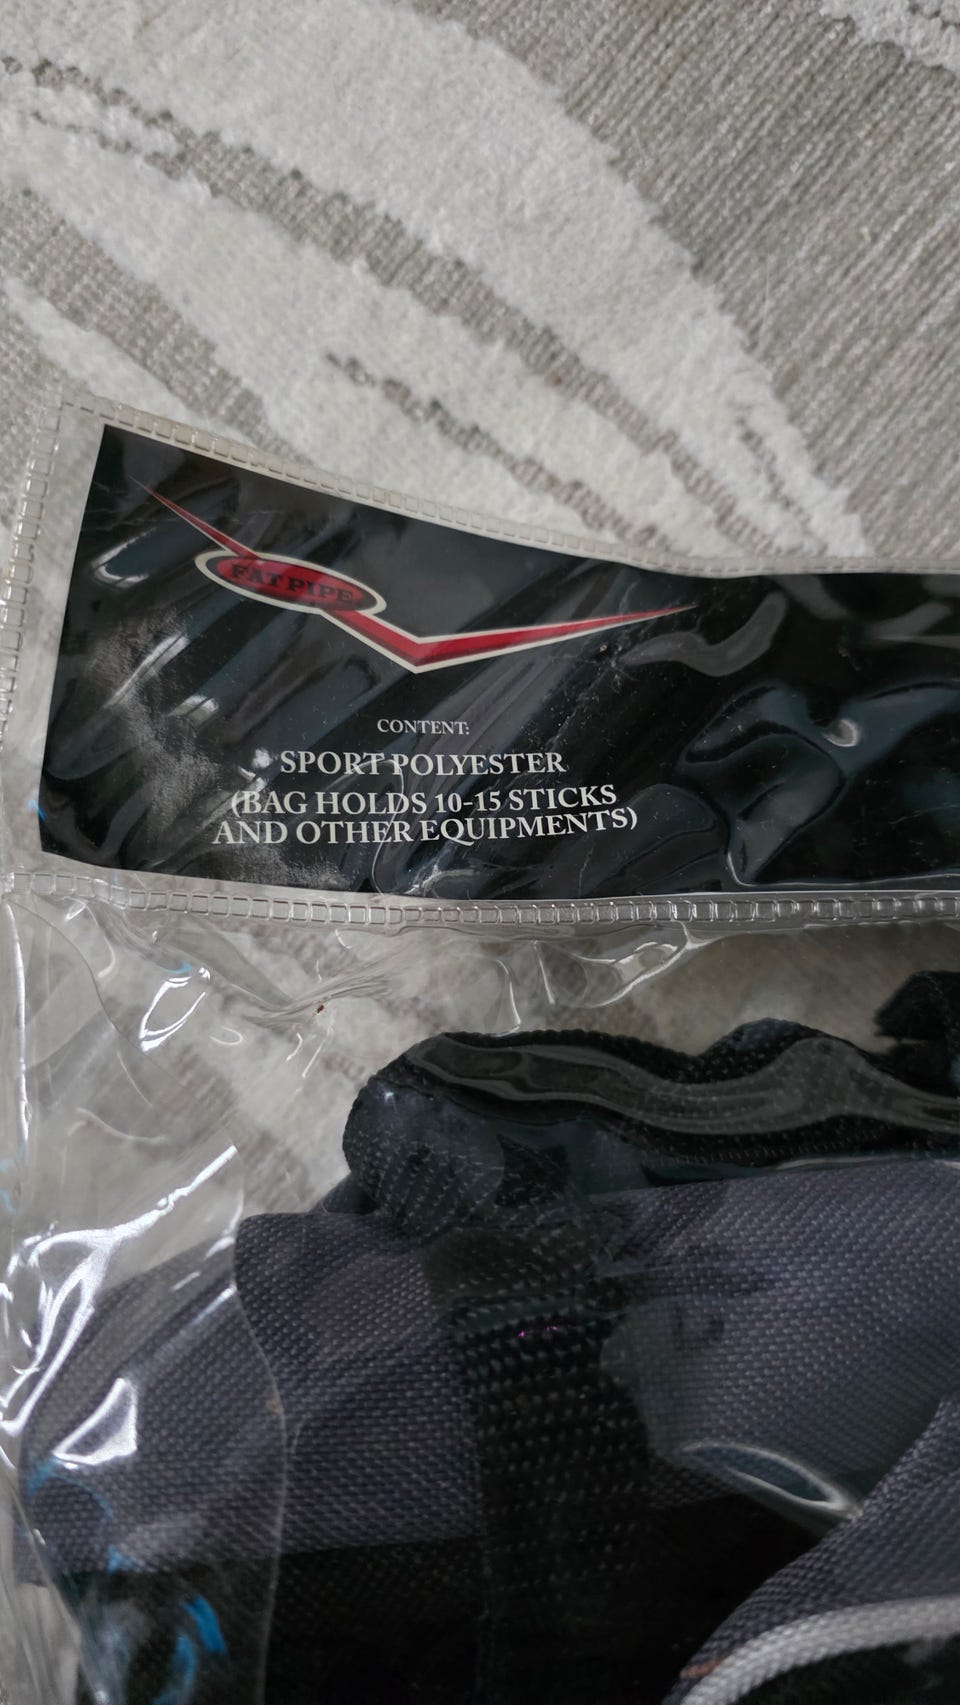 FAT PIPE
CONTENT:
SPORT POLYESTER
(BAG HOLDS 10-15 STICKS
AND OTHER EQUIPMENTS)